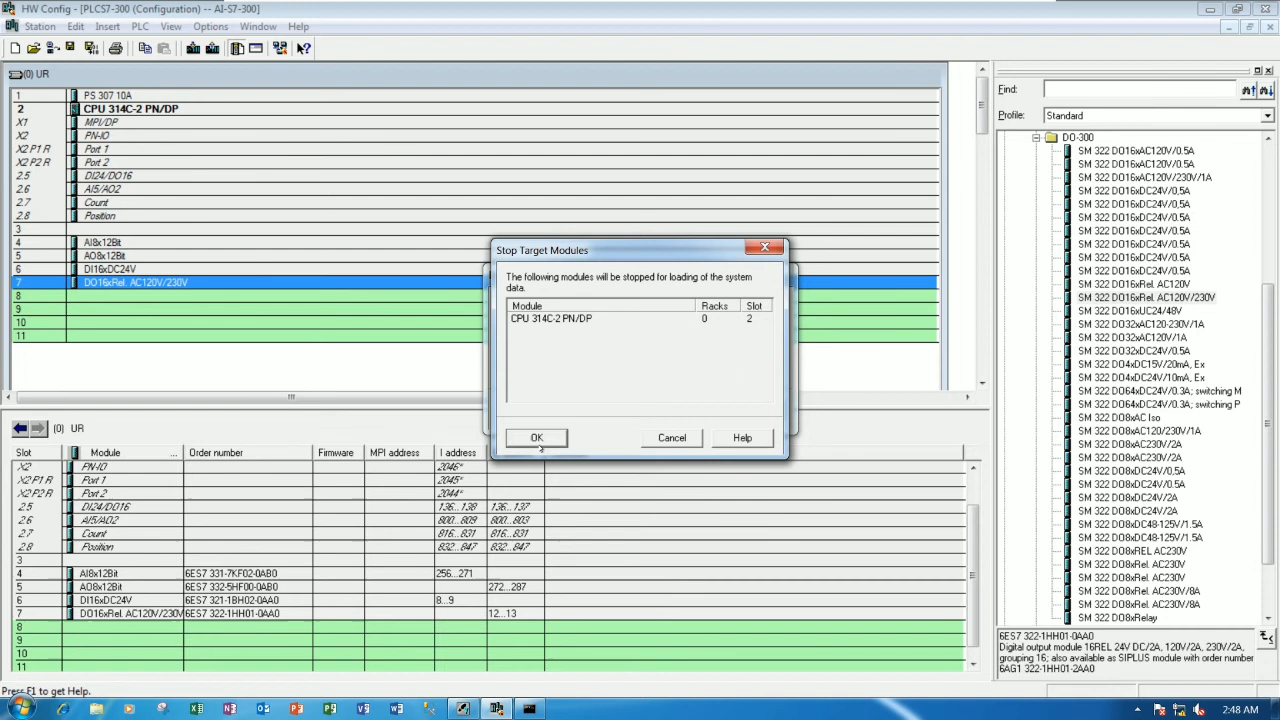 HW Config - [PLCS7-300 (Configuration) -- AI-S7-300]
Station Edit Insert PLC View Options Window Help
(0) UR
1 PS 307 10A
2 CPU 314C-2 PN/DP
X1 MPI/DP
X2 PN-IO
X2 P1 R Port 1
X2 P2 R Port 2
2.5 DI24/DO16
2.6 AI5/AO2
2.7 Count
2.8 Position
3
4 AI8x12Bit
5 AO8x12Bit
6 DI16xDC24V
7 DO16xRel. AC120V/230V
8
9
10
11
Stop Target Modules
The following modules will be stopped for loading of the system
data.
Module Racks Slot
CPU 314C-2 PN/DP 0 2
OK Cancel Help
(0) UR
Slot Module ... Order number Firmware MPI address I address
X2 PN-IO 2046*
X2 P1 R Port 1 2045*
X2 P2 R Port 2 2044*
2.5 DI24/DO16 136...138 136...137
2.6 AI5/AO2 800...809 800...803
2.7 Count 816...831 816...831
2.8 Position 832...847 832...847
3
4 AI8x12Bit 6ES7 331-7KF02-0AB0 256...271
5 AO8x12Bit 6ES7 332-5HF00-0AB0 272...287
6 DI16xDC24V 6ES7 321-1BH02-0AA0 8...9
7 DO16xRel. AC120V/230V 6ES7 322-1HH01-0AA0 12...13
8
9
10
11
Press F1 to get Help.
Find:
Profile: Standard
DO-300
SM 322 DO16xAC120V/0.5A
SM 322 DO16xAC120V/0.5A
SM 322 DO16xAC120V/230V/1A
SM 322 DO16xDC24V/0.5A
SM 322 DO16xDC24V/0,5A
SM 322 DO16xDC24V/0,5A
SM 322 DO16xDC24V/0,5A
SM 322 DO16xDC24V/0,5A
SM 322 DO16xDC24V/0,5A
SM 322 DO16xDC24V/0,5A
SM 322 DO16xRel. AC120V
SM 322 DO16xRel. AC120V/230V
SM 322 DO16xUC24/48V
SM 322 DO32xAC120-230V/1A
SM 322 DO32xAC120V/1A
SM 322 DO32xDC24V/0.5A
SM 322 DO4xDC15V/20mA, Ex
SM 322 DO4xDC24V/10mA, Ex
SM 322 DO64xDC24V/0.3A; switching M
SM 322 DO64xDC24V/0.3A; switching P
SM 322 DO8xAC Iso
SM 322 DO8xAC120/230V/1A
SM 322 DO8xAC230V/2A
SM 322 DO8xAC230V/2A
SM 322 DO8xDC24V/0,5A
SM 322 DO8xDC24V/0.5A
SM 322 DO8xDC24V/2A
SM 322 DO8xDC48-125V/1.5A
SM 322 DO8xDC48-125V/1.5A
SM 322 DO8xREL AC230V
SM 322 DO8xRel. AC230V
SM 322 DO8xRel. AC230V
SM 322 DO8xRel. AC230V/8A
SM 322 DO8xRel. AC230V/8A
SM 322 DO8xRelay
6ES7 322-1HH01-0AA0
Digital output module 16REL 24V DC/2A, 120V/2A, 230V/2A,
grouping 16; also available as SIPLUS module with order number
6AG1 322-1HH01-2AA0
2:48 AM